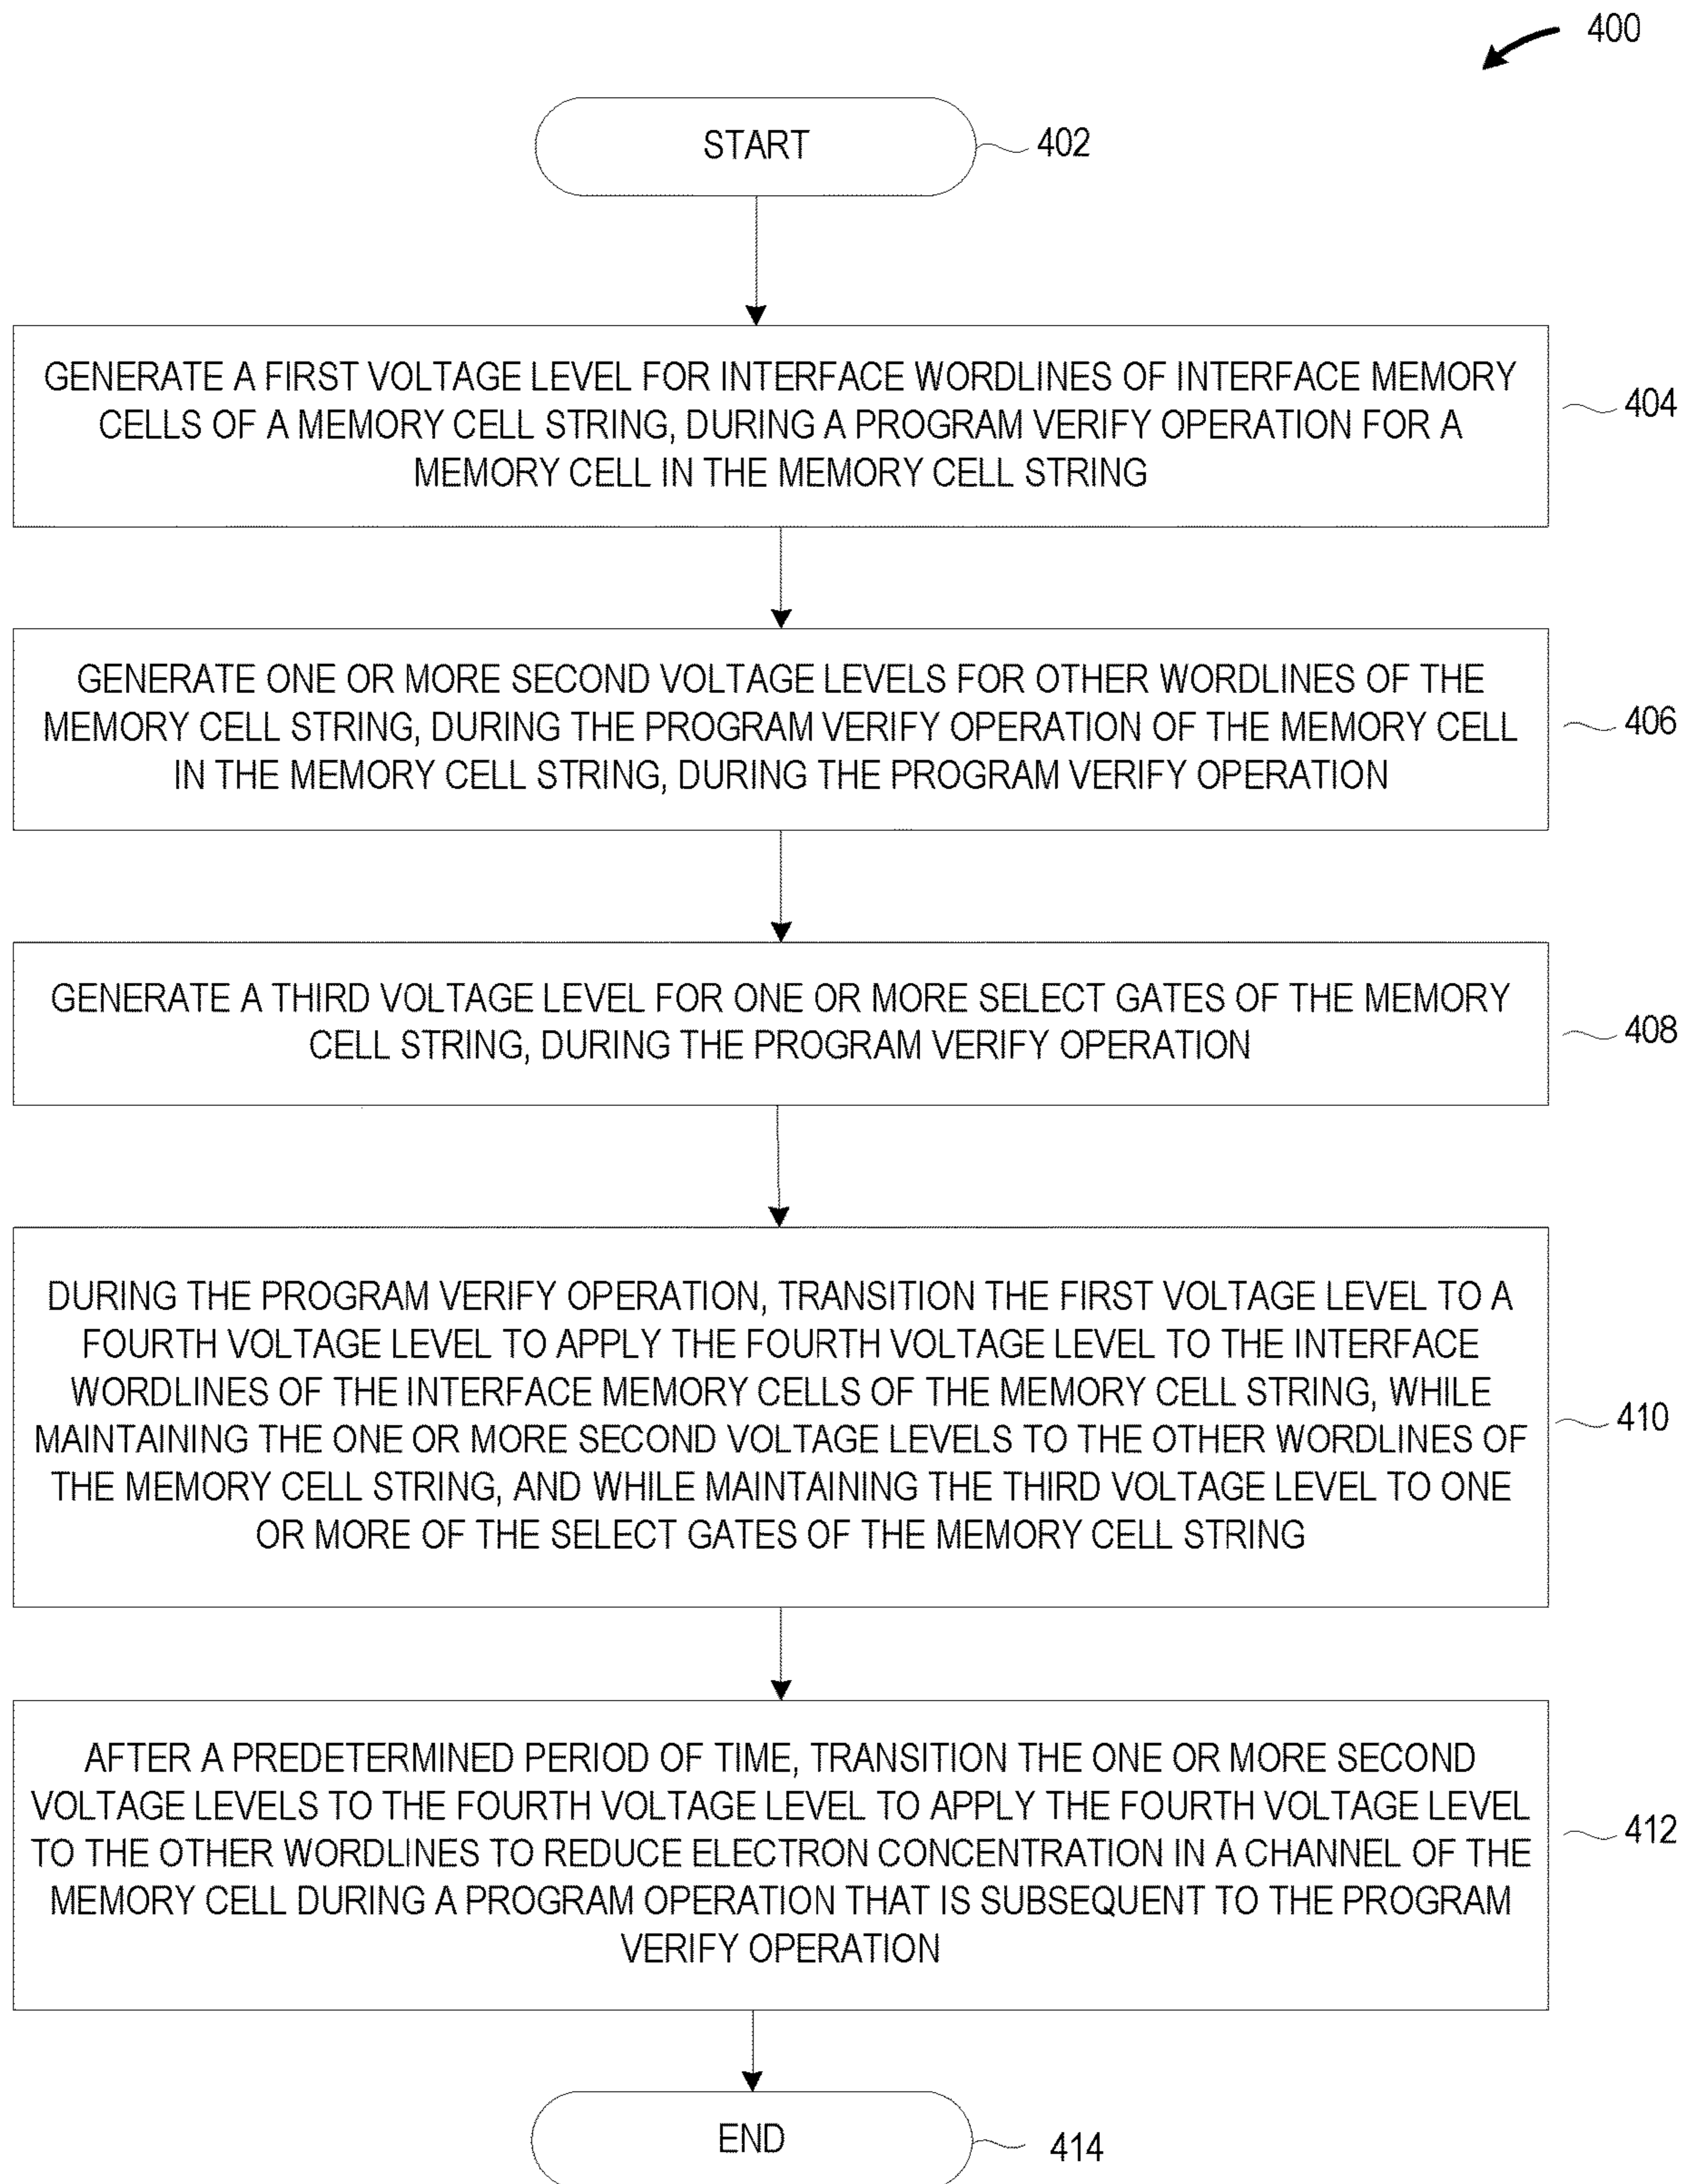 400
START
402
GENERATE A FIRST VOLTAGE LEVEL FOR INTERFACE WORDLINES OF INTERFACE MEMORY
CELLS OF A MEMORY CELL STRING, DURING A PROGRAM VERIFY OPERATION FOR A
MEMORY CELL IN THE MEMORY CELL STRING
404
GENERATE ONE OR MORE SECOND VOLTAGE LEVELS FOR OTHER WORDLINES OF THE
MEMORY CELL STRING, DURING THE PROGRAM VERIFY OPERATION OF THE MEMORY CELL
IN THE MEMORY CELL STRING, DURING THE PROGRAM VERIFY OPERATION
406
GENERATE A THIRD VOLTAGE LEVEL FOR ONE OR MORE SELECT GATES OF THE MEMORY
CELL STRING, DURING THE PROGRAM VERIFY OPERATION
408
DURING THE PROGRAM VERIFY OPERATION, TRANSITION THE FIRST VOLTAGE LEVEL TO A
FOURTH VOLTAGE LEVEL TO APPLY THE FOURTH VOLTAGE LEVEL TO THE INTERFACE
WORDLINES OF THE INTERFACE MEMORY CELLS OF THE MEMORY CELL STRING, WHILE
MAINTAINING THE ONE OR MORE SECOND VOLTAGE LEVELS TO THE OTHER WORDLINES OF
THE MEMORY CELL STRING, AND WHILE MAINTAINING THE THIRD VOLTAGE LEVEL TO ONE
OR MORE OF THE SELECT GATES OF THE MEMORY CELL STRING
410
AFTER A PREDETERMINED PERIOD OF TIME, TRANSITION THE ONE OR MORE SECOND
VOLTAGE LEVELS TO THE FOURTH VOLTAGE LEVEL TO APPLY THE FOURTH VOLTAGE LEVEL
TO THE OTHER WORDLINES TO REDUCE ELECTRON CONCENTRATION IN A CHANNEL OF THE
MEMORY CELL DURING A PROGRAM OPERATION THAT IS SUBSEQUENT TO THE PROGRAM
VERIFY OPERATION
412
END
414